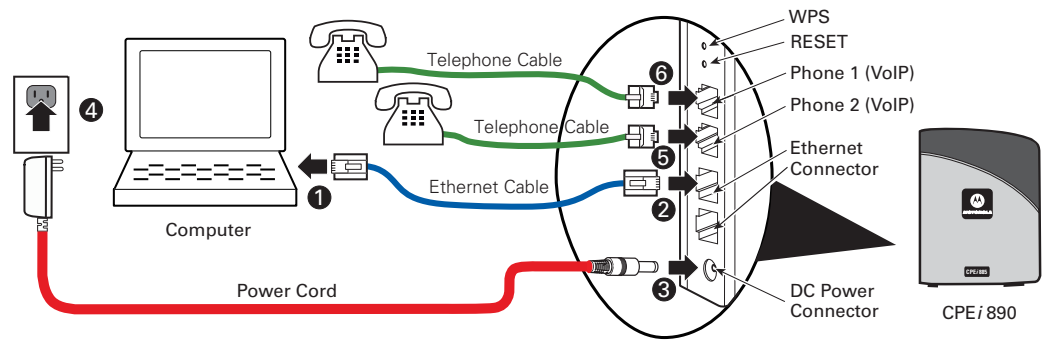 WPS
RESET
Telephone Cable
6
Phone 1 (VoIP)
4
Phone 2 (VoIP)
Telephone Cable
5
Ethernet
Connector
1
Ethernet Cable
2
MOTOROLA
Computer
CPEi 885
Power Cord
3
DC Power
Connector
CPEi 890